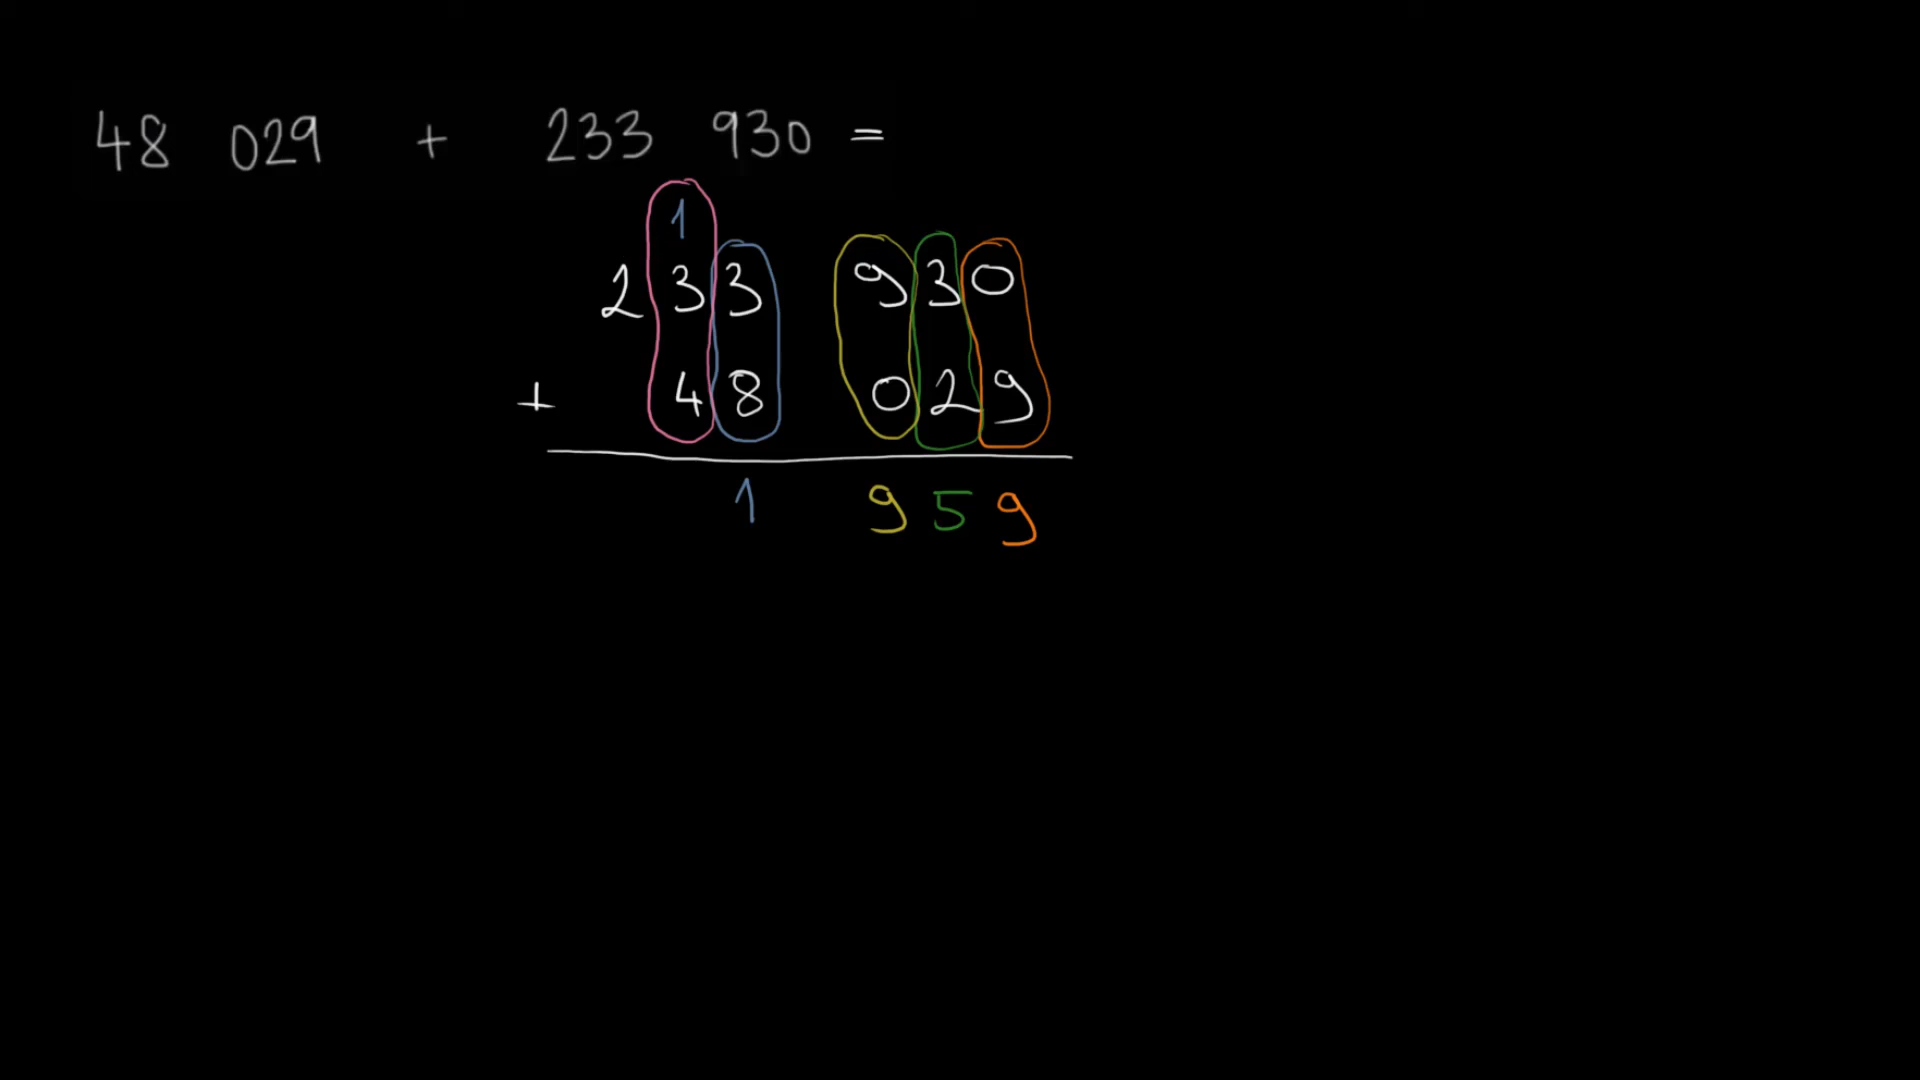 48 029 + 233 930 =
1
233 930
+ 48 029
1 959